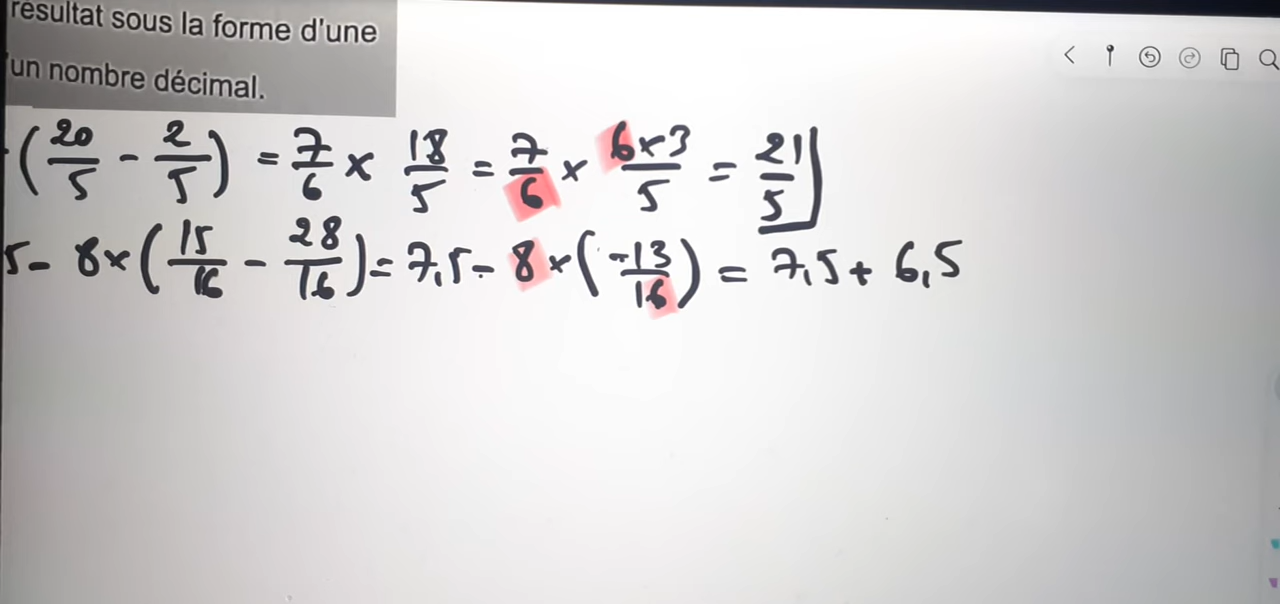 résultat sous la forme d'une
un nombre décimal.
(20/5 - 2/5) = 7/6 × 18/5 = 7/6 × 6×3/5 = 21/5
5 - 8×(15/16 - 28/16) = 7,5 - 8×(-13/16) = 7,5 + 6,5